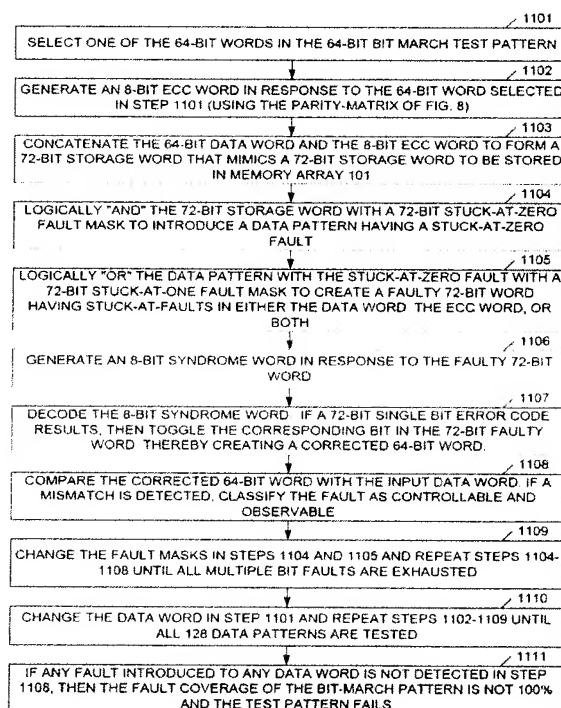 1101
SELECT ONE OF THE 64-BIT WORDS IN THE 64-BIT BIT MARCH TEST PATTERN
1102
GENERATE AN 8-BIT ECC WORD IN RESPONSE TO THE 64-BIT WORD SELECTED
IN STEP 1101 (USING THE PARITY-MATRIX OF FIG. 8)
1103
CONCATENATE THE 64-BIT DATA WORD AND THE 8-BIT ECC WORD TO FORM A
72-BIT STORAGE WORD THAT MIMICS A 72-BIT STORAGE WORD TO BE STORED
IN MEMORY ARRAY 101
1104
LOGICALLY "AND" THE 72-BIT STORAGE WORD WITH A 72-BIT STUCK-AT-ZERO
FAULT MASK TO INTRODUCE A DATA PATTERN HAVING A STUCK-AT-ZERO
FAULT
1105
LOGICALLY "OR" THE DATA PATTERN WITH THE STUCK-AT-ZERO FAULT WITH A
72-BIT STUCK-AT-ONE FAULT MASK TO CREATE A FAULTY 72-BIT WORD
HAVING STUCK-AT-FAULTS IN EITHER THE DATA WORD THE ECC WORD, OR
BOTH
1106
GENERATE AN 8-BIT SYNDROME WORD IN RESPONSE TO THE FAULTY 72-BIT
WORD
1107
DECODE THE 8-BIT SYNDROME WORD. IF A 72-BIT SINGLE BIT ERROR CODE
RESULTS, THEN TOGGLE THE CORRESPONDING BIT IN THE 72-BIT FAULTY
WORD THEREBY CREATING A CORRECTED 64-BIT WORD.
1108
COMPARE THE CORRECTED 64-BIT WORD WITH THE INPUT DATA WORD. IF A
MISMATCH IS DETECTED, CLASSIFY THE FAULT AS CONTROLLABLE AND
OBSERVABLE
1109
CHANGE THE FAULT MASKS IN STEPS 1104 AND 1105 AND REPEAT STEPS 1104-
1108 UNTIL ALL MULTIPLE BIT FAULTS ARE EXHAUSTED
1110
CHANGE THE DATA WORD IN STEP 1101 AND REPEAT STEPS 1102-1109 UNTIL
ALL 128 DATA PATTERNS ARE TESTED
1111
IF ANY FAULT INTRODUCED TO ANY DATA WORD IS NOT DETECTED IN STEP
1108, THEN THE FAULT COVERAGE OF THE BIT-MARCH PATTERN IS NOT 100%
AND THE TEST PATTERN FAILS